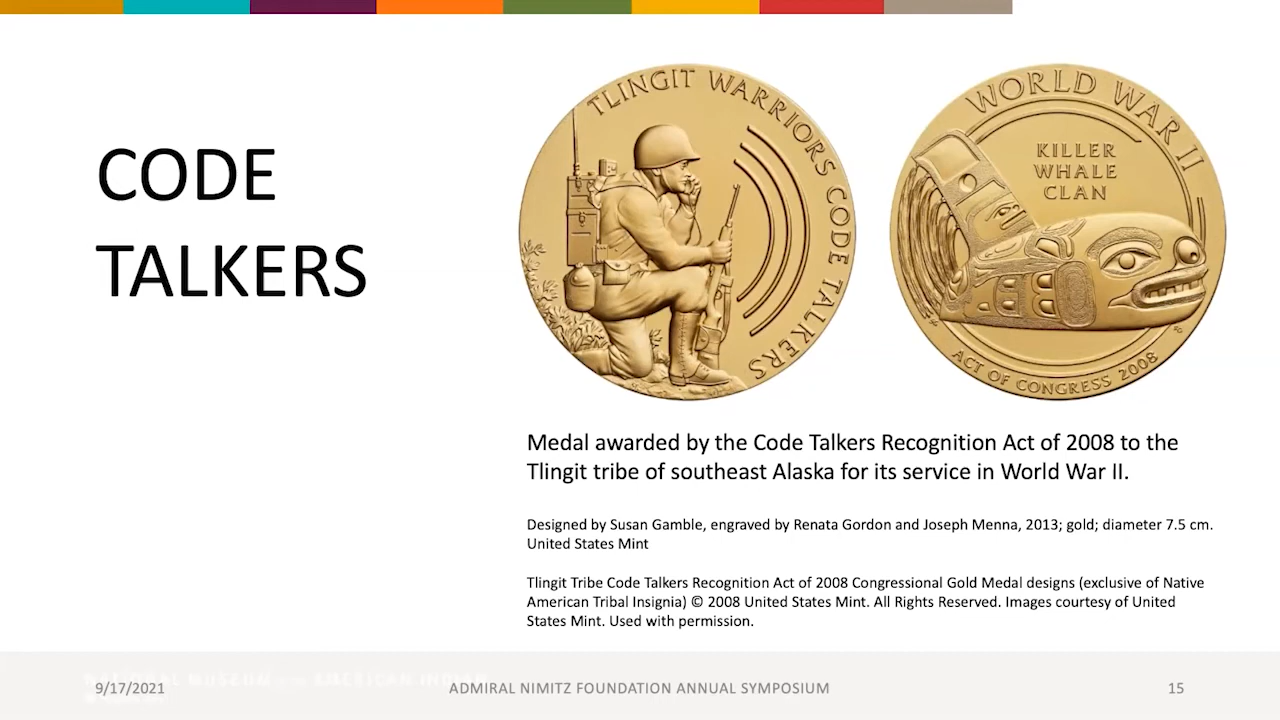 CODE
TALKERS
TLINGIT WARRIORS CODE TALKERS
WORLD WAR II
KILLER
WHALE
CLAN
ACT OF CONGRESS 2008
Medal awarded by the Code Talkers Recognition Act of 2008 to the
Tlingit tribe of southeast Alaska for its service in World War II.
Designed by Susan Gamble, engraved by Renata Gordon and Joseph Menna, 2013; gold; diameter 7.5 cm.
United States Mint
Tlingit Tribe Code Talkers Recognition Act of 2008 Congressional Gold Medal designs (exclusive of Native
American Tribal Insignia) © 2008 United States Mint. All Rights Reserved. Images courtesy of United
States Mint. Used with permission.
9/17/2021
ADMIRAL NIMITZ FOUNDATION ANNUAL SYMPOSIUM
15